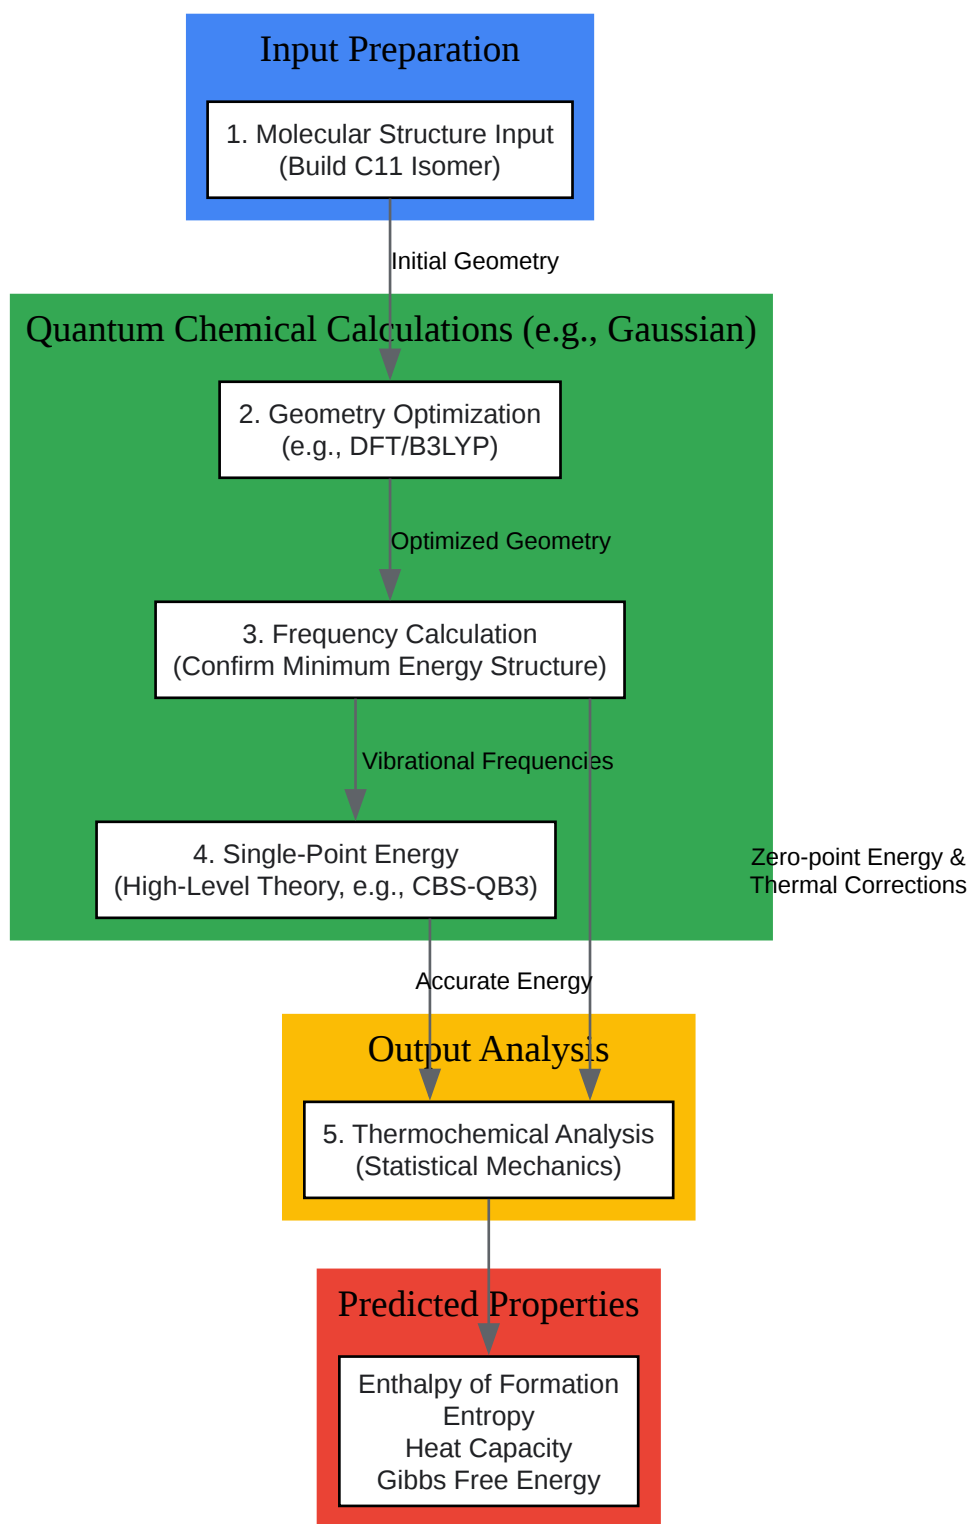 Input Preparation
1. Molecular Structure Input
(Build C11 Isomer)
Initial Geometry
Quantum Chemical Calculations (e.g., Gaussian)
2. Geometry Optimization
(e.g., DFT/B3LYP)
Optimized Geometry
3. Frequency Calculation
(Confirm Minimum Energy Structure)
Vibrational Frequencies
4. Single-Point Energy
(High-Level Theory, e.g., CBS-QB3)
Zero-point Energy &
Thermal Corrections
Accurate Energy
Output Analysis
5. Thermochemical Analysis
(Statistical Mechanics)
Predicted Properties
Enthalpy of Formation
Entropy
Heat Capacity
Gibbs Free Energy